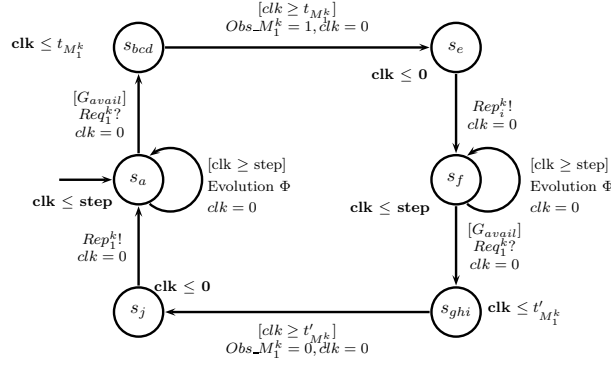 [clk ≥ t_{M_1^k}]
Obs_M_1^k = 1, clk = 0
clk ≤ t_{M_1^k}
s_{bcd}
s_e
clk ≤ 0
[G_{avail}]
Req_1^k?
clk = 0
Rep_i^k!
clk = 0
s_a
[clk ≥ step]
Evolution Φ
clk = 0
clk ≤ step
s_f
[clk ≥ step]
Evolution Φ
clk = 0
clk ≤ step
Rep_1^k!
clk = 0
[G_{avail}]
Req_1^k?
clk = 0
clk ≤ 0
s_j
s_{ghi}
clk ≤ t'_{M_1^k}
[clk ≥ t'_{M_1^k}]
Obs_M_1^k = 0, clk = 0